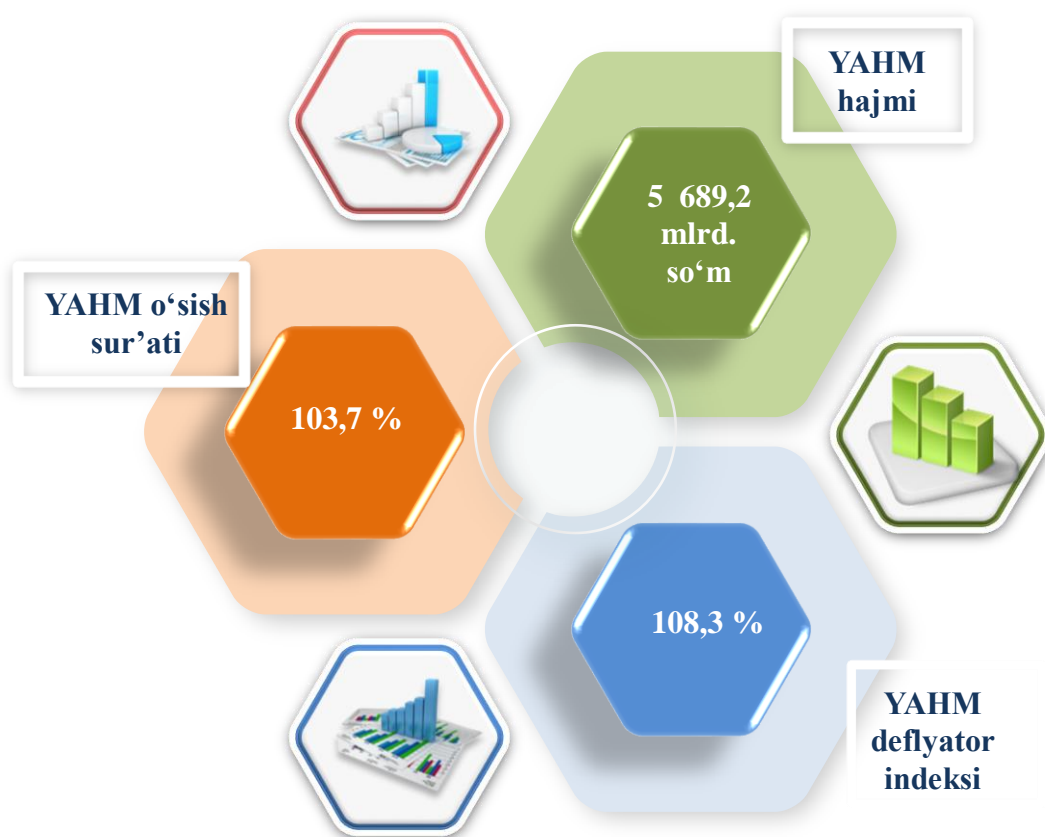 YAHM
hajmi
5 689,2
mlrd.
so‘m
YAHM o‘sish
sur’ati
103,7 %
108,3 %
YAHM
deflyator
indeksi